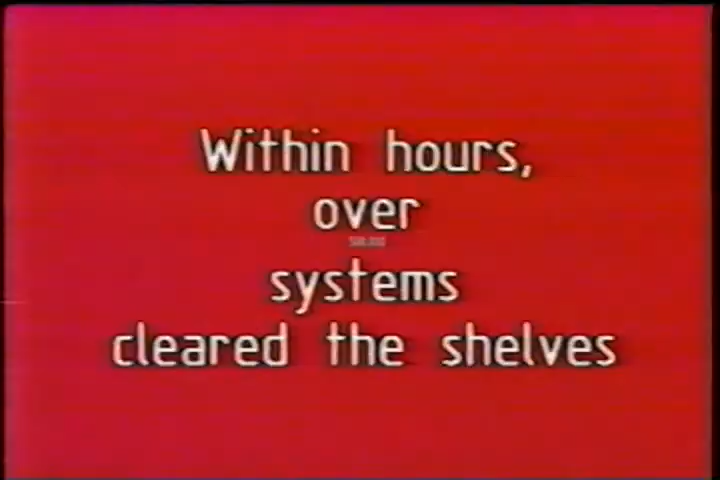 Within hours,
over
systems
cleared the shelves